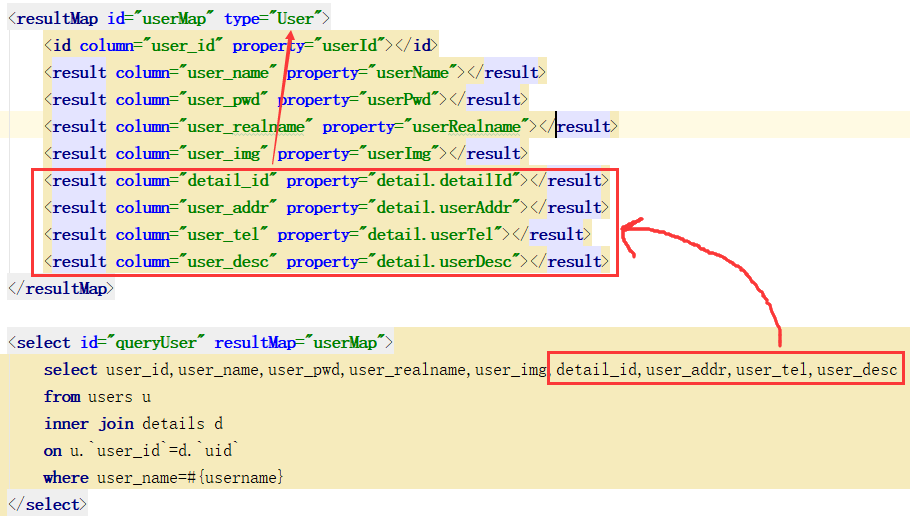 <resultMap id="userMap" type="User">
<id column="user_id" property="userId"></id>
<result column="user_name" property="userName"></result>
<result column="user_pwd" property="userPwd"></result>
<result column="user_realname" property="userRealname"></result>
<result column="user_img" property="userImg"></result>
<result column="detail_id" property="detail.detailId"></result>
<result column="user_addr" property="detail.userAddr"></result>
<result column="user_tel" property="detail.userTel"></result>
<result column="user_desc" property="detail.userDesc"></result>
</resultMap>
<select id="queryUser" resultMap="userMap">
select user_id,user_name,user_pwd,user_realname,user_img,detail_id,user_addr,user_tel,user_desc
from users u
inner join details d
on u.`user_id`=d.`uid`
where user_name=#{username}
</select>